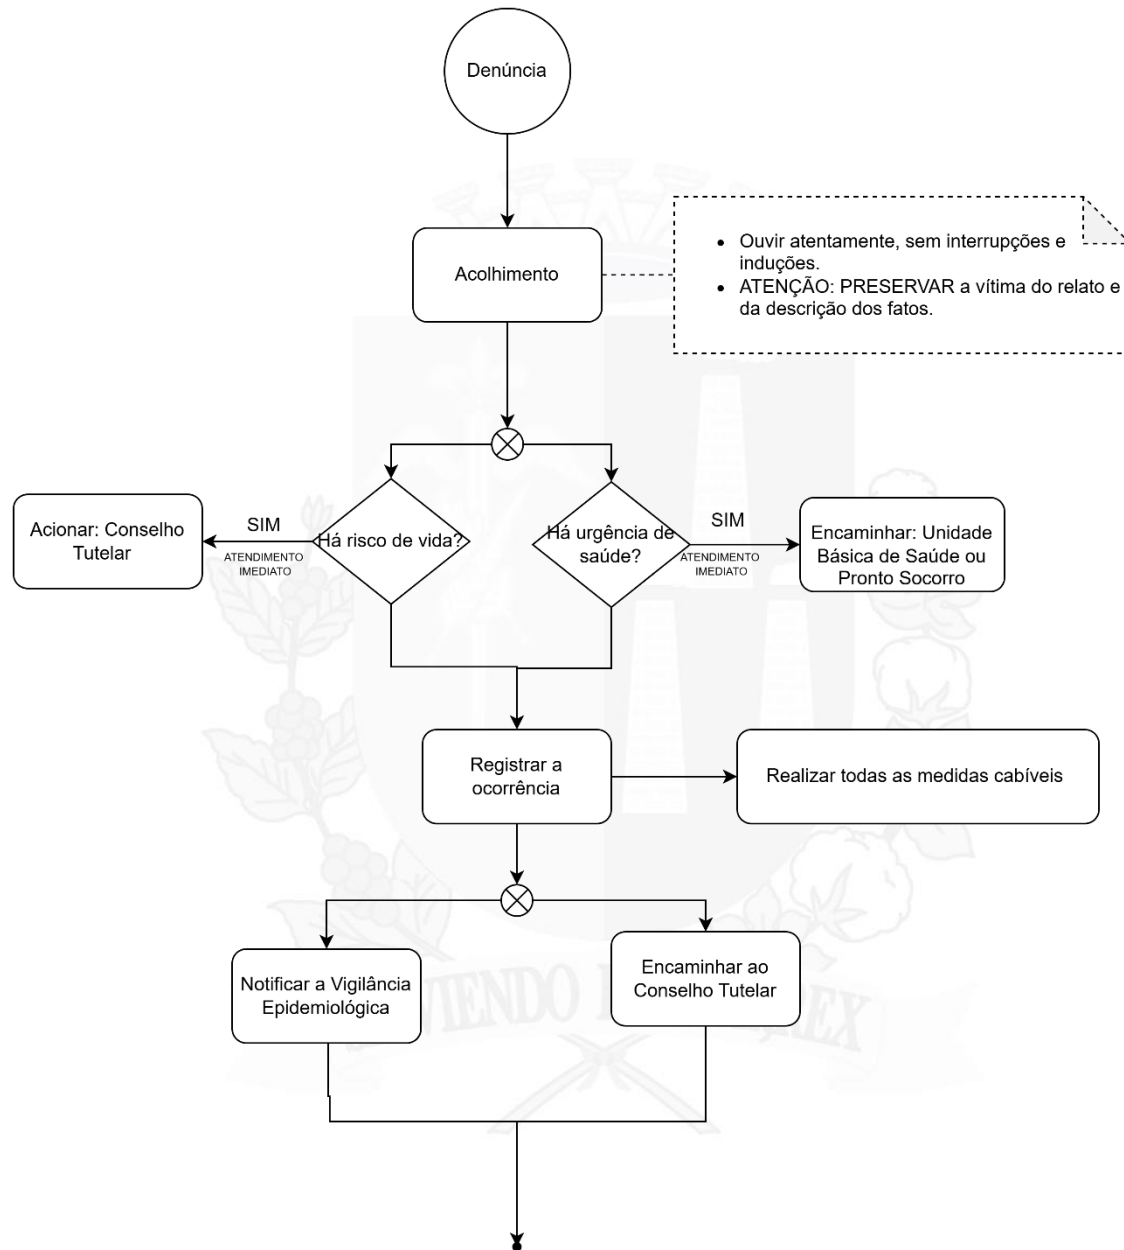 Denúncia
• Ouvir atentamente, sem interrupções e
induções.
• ATENÇÃO: PRESERVAR a vítima do relato e
da descrição dos fatos.
Acolhimento
Acionar: Conselho
Tutelar
SIM
ATENDIMENTO
IMEDIATO
Há risco de vida?
Há urgência de
saúde?
SIM
ATENDIMENTO
IMEDIATO
Encaminhar: Unidade
Básica de Saúde ou
Pronto Socorro
Registrar a
ocorrência
Realizar todas as medidas cabíveis
Notificar a Vigilância
Epidemiológica
Encaminhar ao
Conselho Tutelar